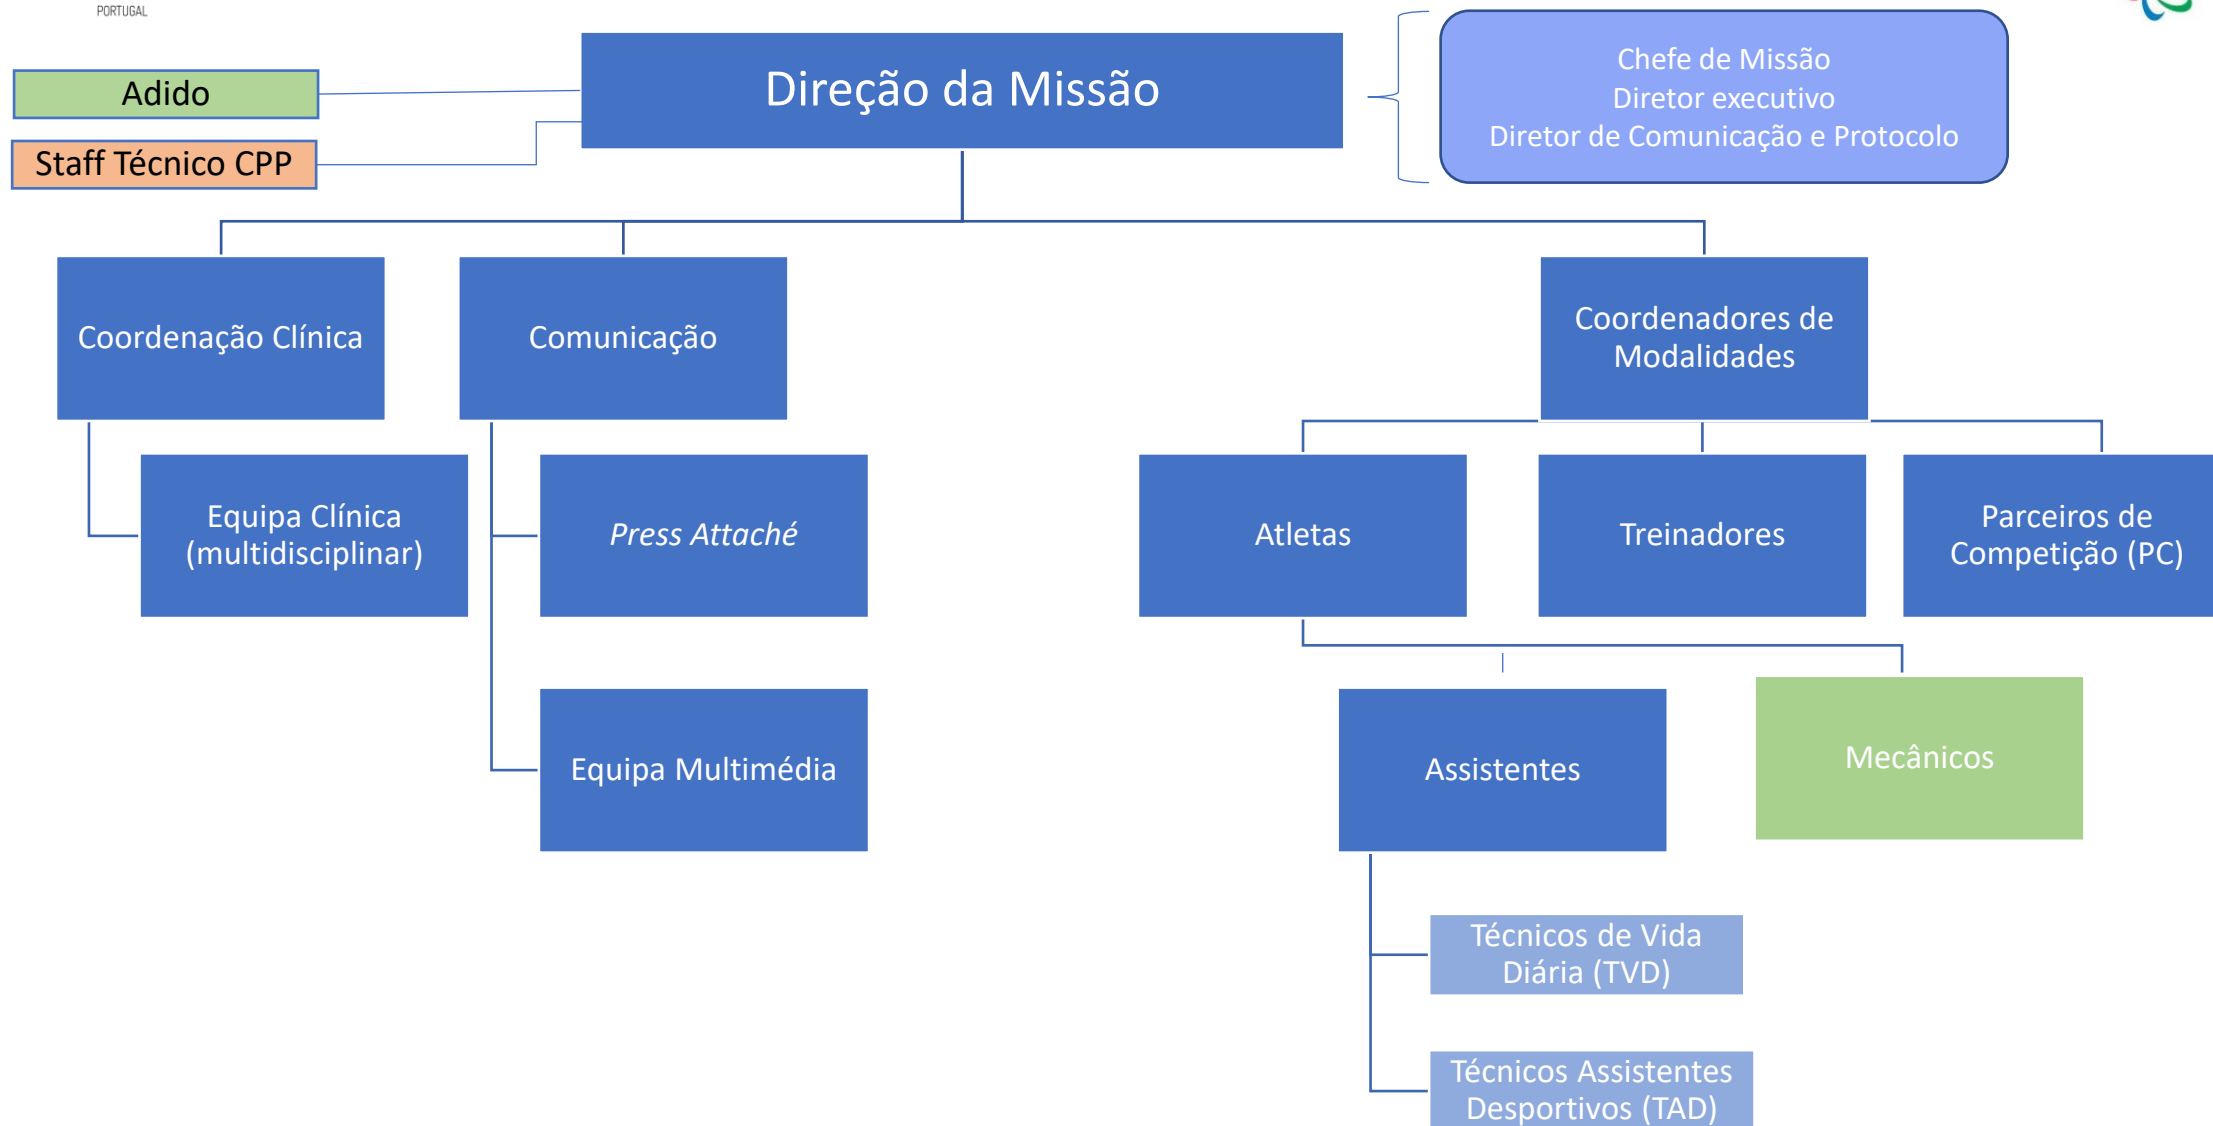 PORTUGAL
Adido
Staff Técnico CPP
Direção da Missão
Chefe de Missão
Diretor executivo
Diretor de Comunicação e Protocolo
Coordenação Clínica
Comunicação
Coordenadores de
Modalidades
Equipa Clínica
(multidisciplinar)
Press Attaché
Atletas
Treinadores
Parceiros de
Competição (PC)
Equipa Multimédia
Assistentes
Mecânicos
Técnicos de Vida
Diária (TVD)
Técnicos Assistentes
Desportivos (TAD)